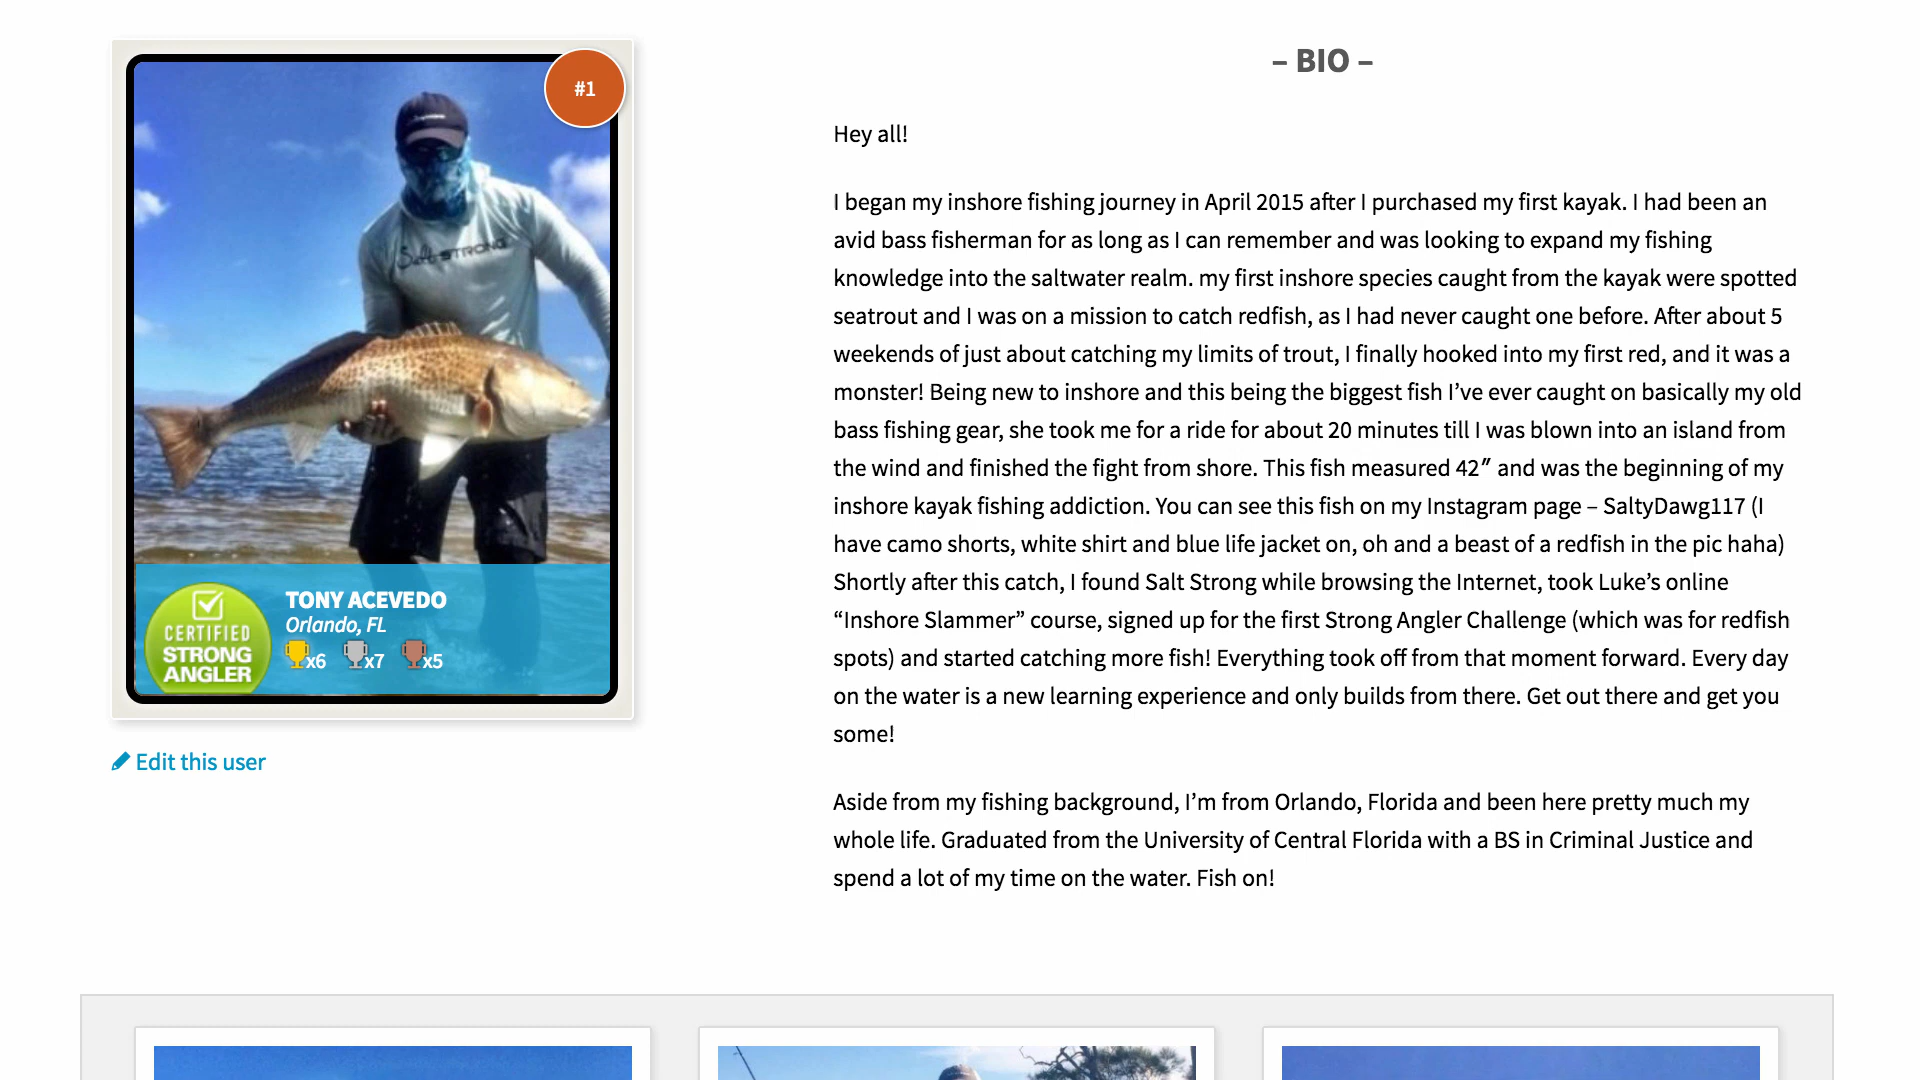 #1
Salt STRONG
CERTIFIED
STRONG
ANGLER
TONY ACEVEDO
Orlando, FL
x6 x7 x5
Edit this user
– BIO –
Hey all!
I began my inshore fishing journey in April 2015 after I purchased my first kayak. I had been an
avid bass fisherman for as long as I can remember and was looking to expand my fishing
knowledge into the saltwater realm. my first inshore species caught from the kayak were spotted
seatrout and I was on a mission to catch redfish, as I had never caught one before. After about 5
weekends of just about catching my limits of trout, I finally hooked into my first red, and it was a
monster! Being new to inshore and this being the biggest fish I’ve ever caught on basically my old
bass fishing gear, she took me for a ride for about 20 minutes till I was blown into an island from
the wind and finished the fight from shore. This fish measured 42″ and was the beginning of my
inshore kayak fishing addiction. You can see this fish on my Instagram page – SaltyDawg117 (I
have camo shorts, white shirt and blue life jacket on, oh and a beast of a redfish in the pic haha)
Shortly after this catch, I found Salt Strong while browsing the Internet, took Luke’s online
“Inshore Slammer” course, signed up for the first Strong Angler Challenge (which was for redfish
spots) and started catching more fish! Everything took off from that moment forward. Every day
on the water is a new learning experience and only builds from there. Get out there and get you
some!
Aside from my fishing background, I’m from Orlando, Florida and been here pretty much my
whole life. Graduated from the University of Central Florida with a BS in Criminal Justice and
spend a lot of my time on the water. Fish on!